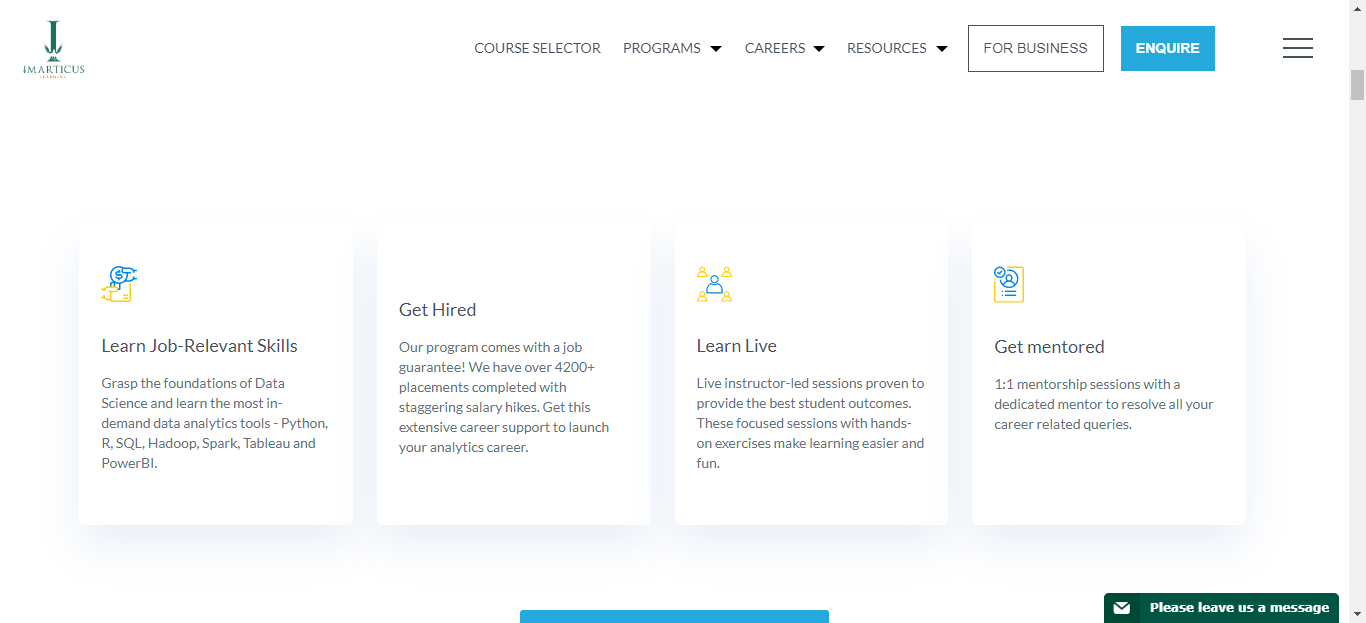 IMARTICUS
LEARNING
COURSE SELECTOR
PROGRAMS
CAREERS
RESOURCES
FOR BUSINESS
ENQUIRE
Learn Job-Relevant Skills
Grasp the foundations of Data
Science and learn the most in-
demand data analytics tools - Python,
R, SQL, Hadoop, Spark, Tableau and
PowerBI.
Get Hired
Our program comes with a job
guarantee! We have over 4200+
placements completed with
staggering salary hikes. Get this
extensive career support to launch
your analytics career.
Learn Live
Live instructor-led sessions proven to
provide the best student outcomes.
These focused sessions with hands-
on exercises make learning easier and
fun.
Get mentored
1:1 mentorship sessions with a
dedicated mentor to resolve all your
career related queries.
Please leave us a message